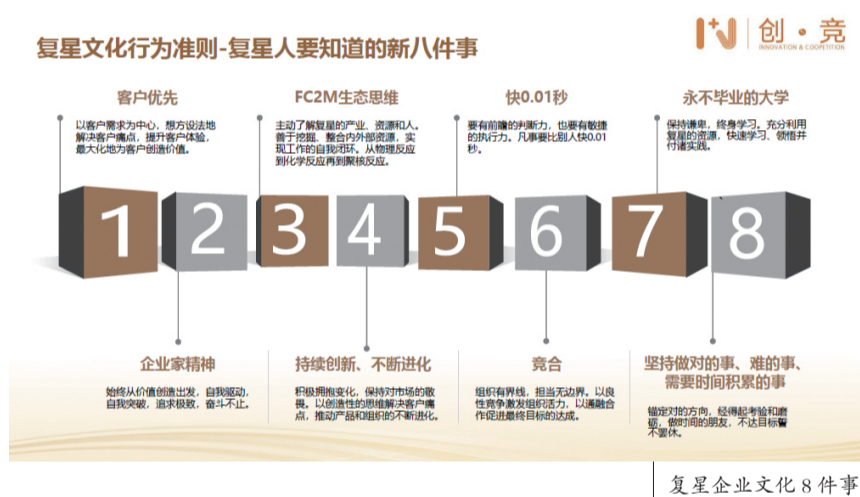 复星文化行为准则-复星人要知道的新八件事
创·竞
INNOVATION & COOPETITION
客户优先
以客户需求为中心，想方设法地
解决客户痛点，提升客户体验，
最大化地为客户创造价值。
FC2M生态思维
主动了解复星的产业、资源和人。
善于挖掘、整合内外部资源，实
现工作的自我闭环。从物理反应
到化学反应再到聚核反应。
快0.01秒
要有前瞻的判断力，也要有敏捷
的执行力。凡事要比别人快0.01
秒。
永不毕业的大学
保持谦卑，终身学习。充分利用
复星的资源，快速学习、领悟并
付诸实践。
1 2 3 4 5 6 7 8
企业家精神
始终从价值创造出发，自我驱动，
自我突破，追求极致，奋斗不止。
持续创新、不断进化
积极拥抱变化，保持对市场的敬
畏。以创造性的思维解决客户痛
点，推动产品和组织的不断进化。
竞合
组织有界线，担当无边界。以良
性竞争激发组织活力，以通融合
作促进最终目标的达成。
坚持做对的事、难的事、
需要时间积累的事
锚定对的方向，经得起考验和磨
砺，做时间的朋友，不达目标誓
不罢休。
复星企业文化 8 件事